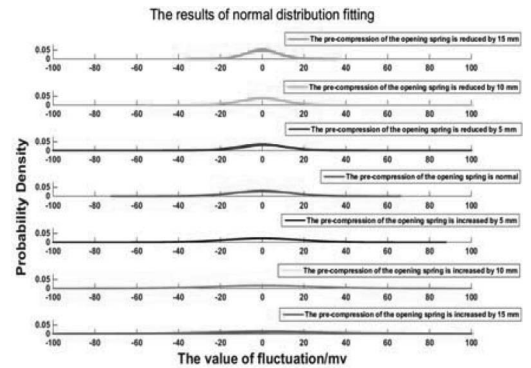 The results of normal distribution fitting
The pre-compression of the opening spring is reduced by 15 mm
0.05
0
-100 -80 -60 -40 -20 0 20 40 60 80 100
The pre-compression of the opening spring is reduced by 10 mm
0.05
0
-100 -80 -60 -40 -20 0 20 40 60 80 100
The pre-compression of the opening spring is reduced by 5 mm
0.05
0
-100 -80 -60 -40 -20 0 20 40 60 80 100
The pre-compression of the opening spring is normal
0.05
0
-100 -80 -60 -40 -20 0 20 40 60 80 100
The pre-compression of the opening spring is increased by 5 mm
0.05
0
-100 -80 -60 -40 -20 0 20 40 60 80 100
The pre-compression of the opening spring is increased by 10 mm
0.05
0
-100 -80 -60 -40 -20 0 20 40 60 80 100
The pre-compression of the opening spring is increased by 15 mm
0.05
0
-100 -80 -60 -40 -20 0 20 40 60 80 100
Probability Density
The value of fluctuation/mv